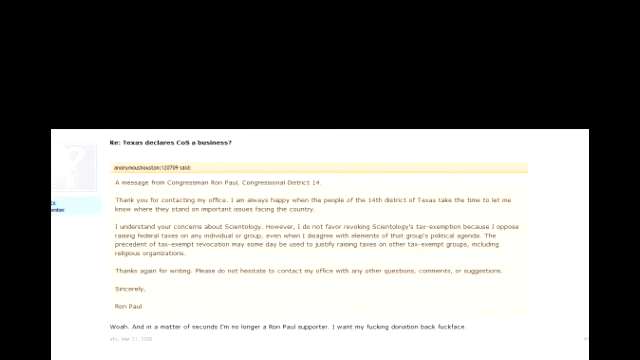 Re: Texas declares CoS a business?
anonymoushouston;120709 said:
A message from Congressman Ron Paul, Congressional District 14.
Thank you for contacting my office. I am always happy when the people of the 14th district of Texas take the time to let
me know where they stand on important issues facing the country.
I understand your concerns about Scientology. However, I do not favor revoking Scientology's tax-exemption because I oppose
raising federal taxes on any individual or group, even when I disagree with elements of that group's political agenda. The
precedent of tax-exempt revocation may some day be used to justify raising taxes on other tax-exempt groups, including
religious organizations.
Thanks again for writing. Please do not hesitate to contact my office with any other questions, comments, or suggestions.
Sincerely,
Ron Paul
Woah. And in a matter of seconds I'm no longer a Ron Paul supporter. I want my fucking donation back fuckface.